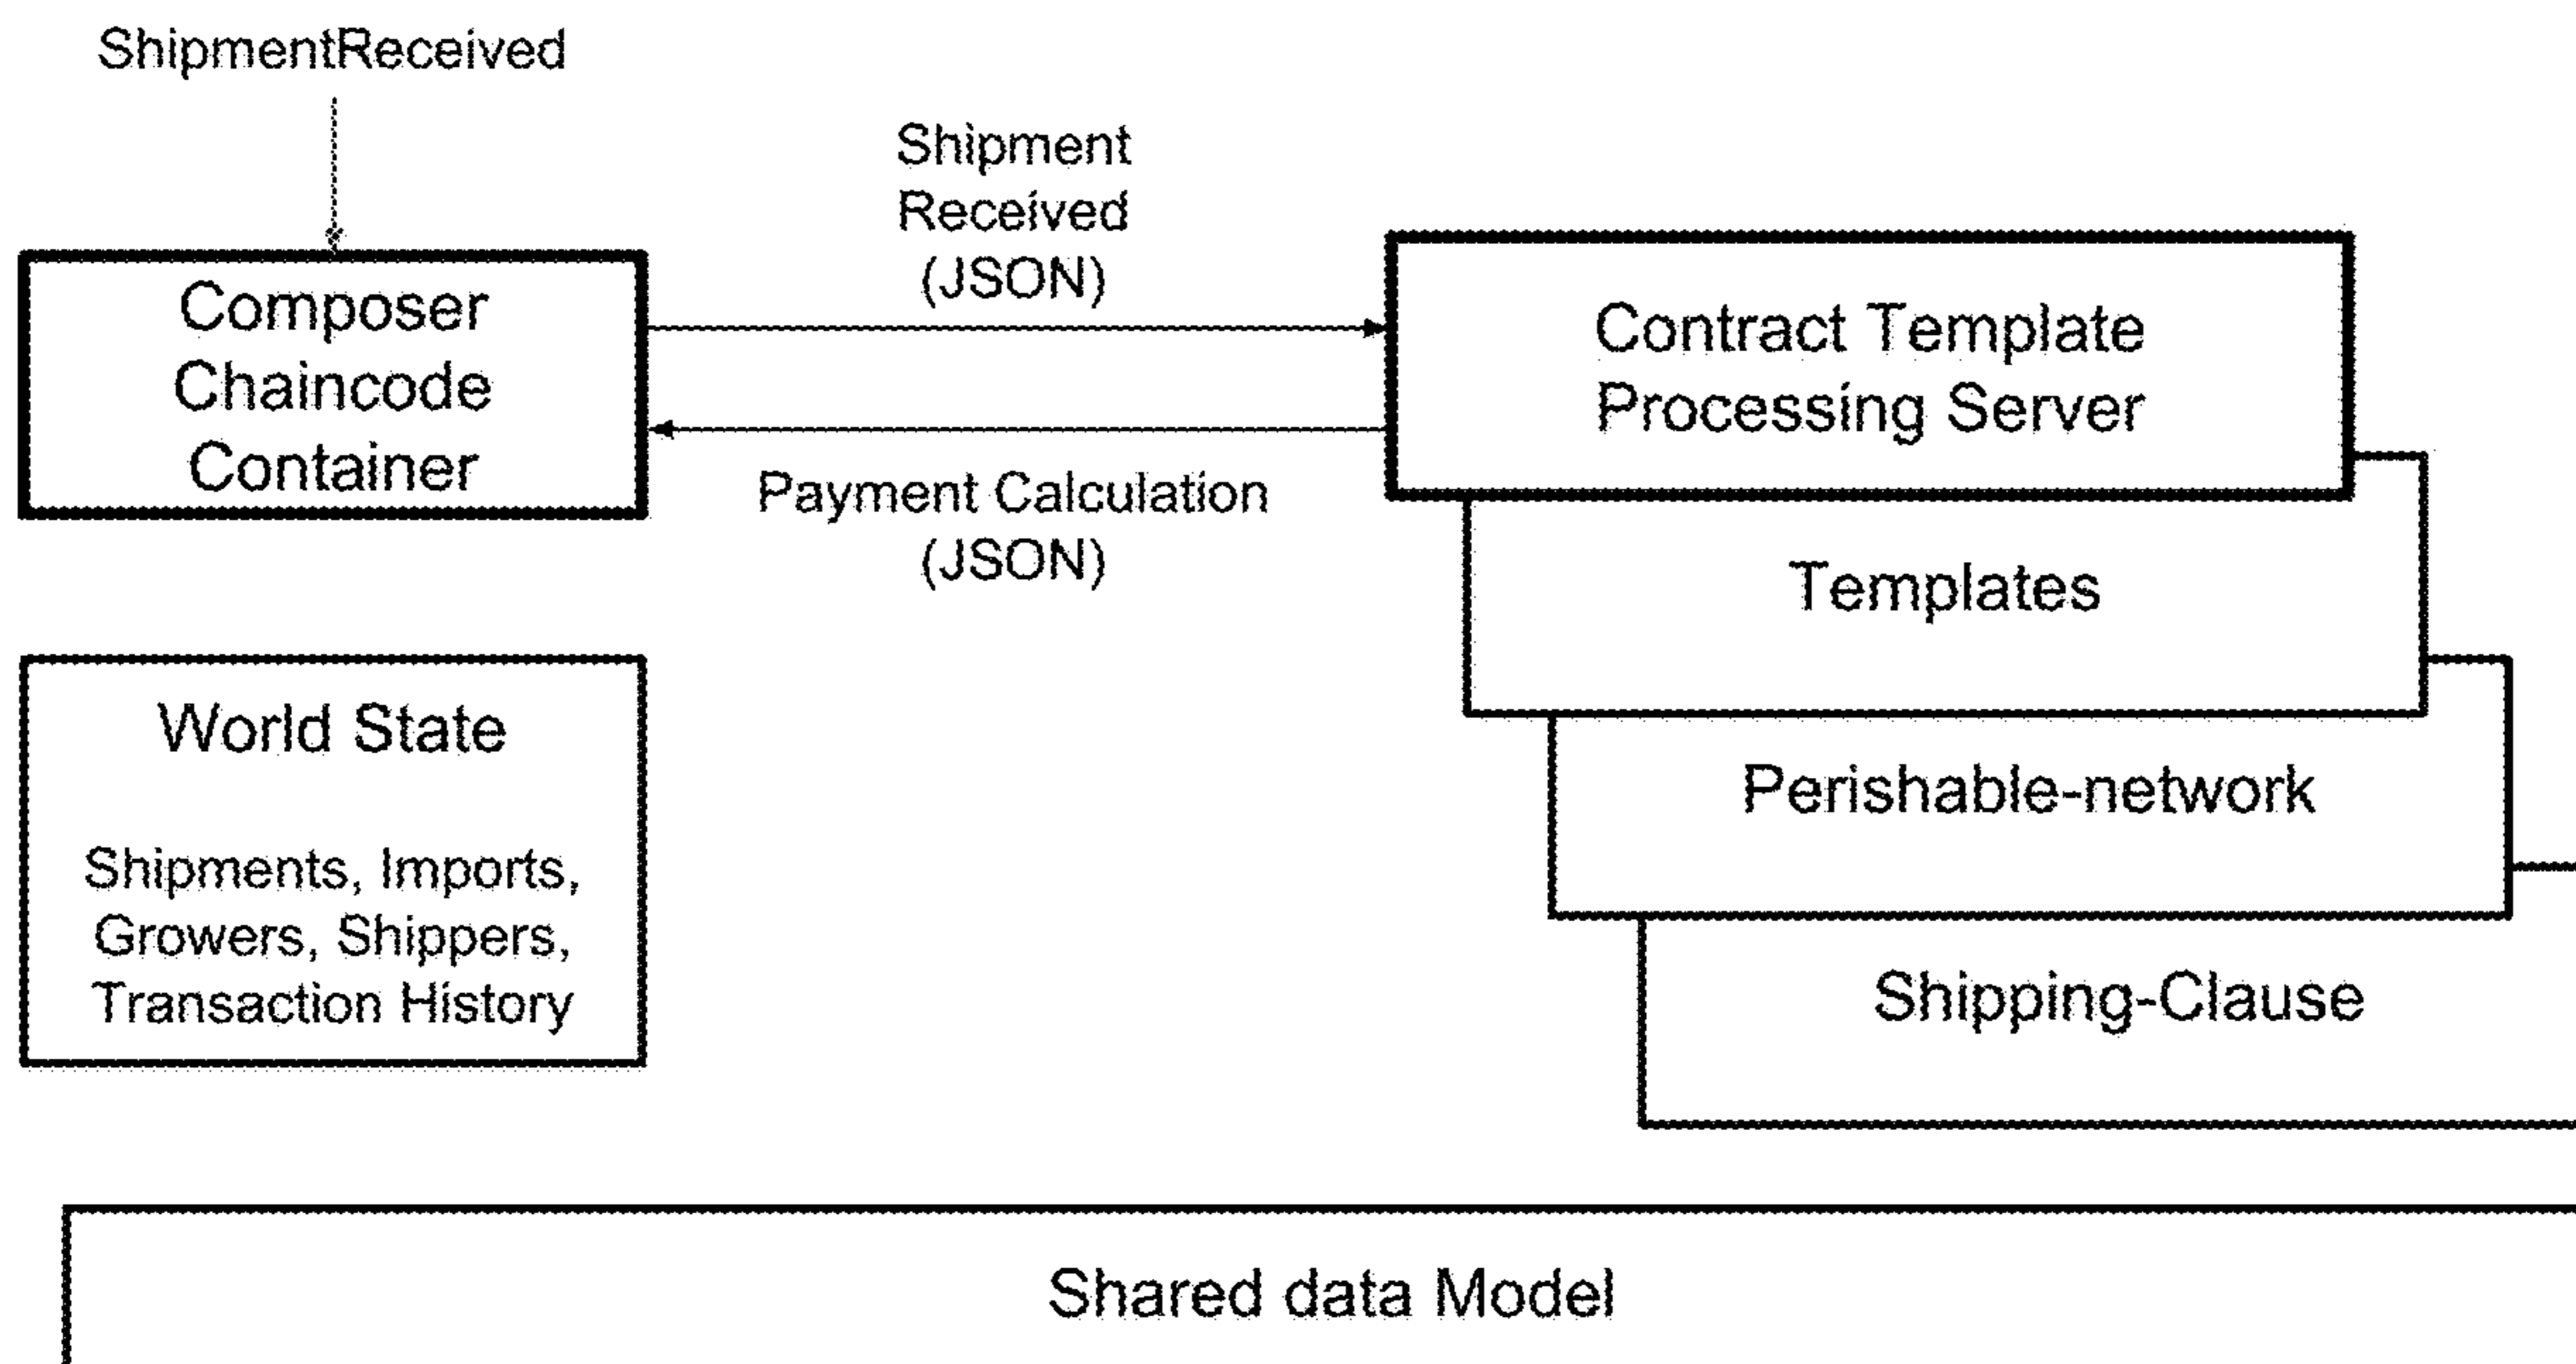 ShipmentReceived
Shipment
Received
(JSON)
Composer
Chaincode
Container
Contract Template
Processing Server
Payment Calculation
(JSON)
Templates
World State
Perishable-network
Shipments, Imports,
Growers, Shippers,
Transaction History
Shipping-Clause
Shared data Model